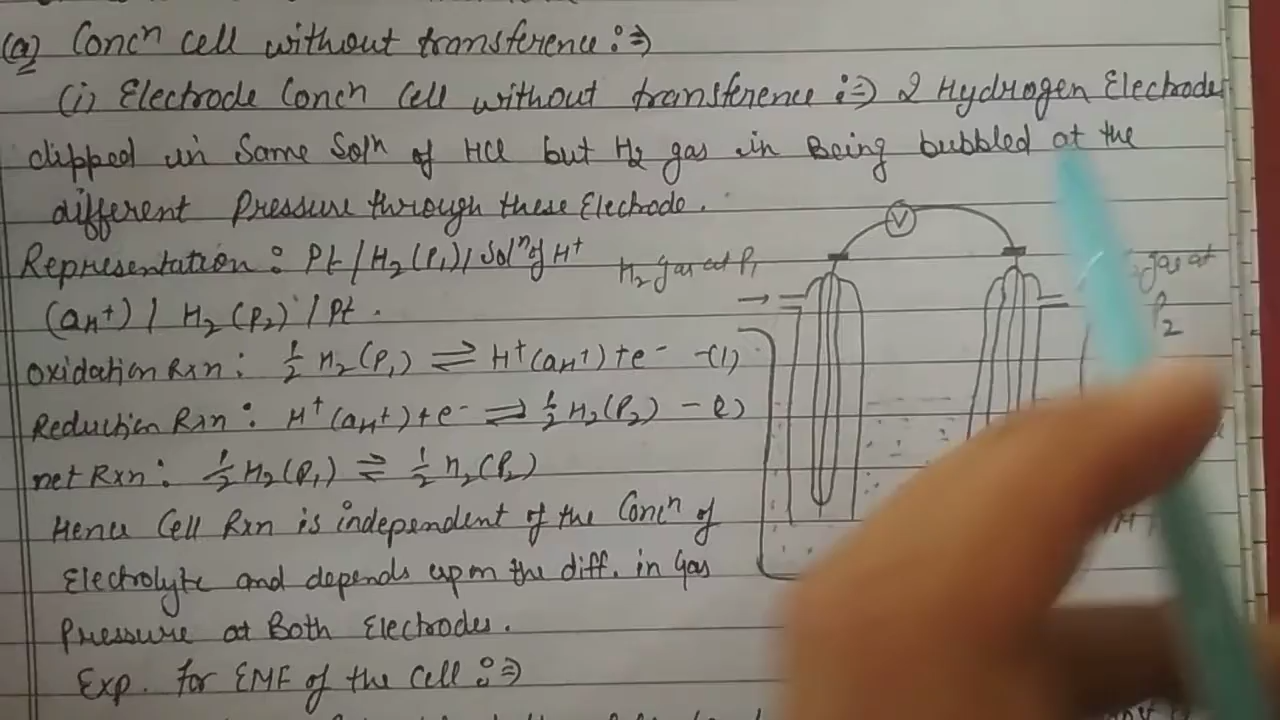 (a) Concn cell without transference :⇒
(i) Electrode Concn Cell without transference :⇒ 2 Hydrogen Electrode
dipped in Same Soln of HCl but H2 gas in Being bubbled at the
different Pressure through these Electrode.
Representation : Pt / H2(P1) / Soln of H+
(aH+) / H2(P2) / Pt .
H2 gas at P1
gas at
P2
V
Oxidation Rxn : 1/2 H2(P1) ⇌ H+(aH+) + e- -(1)
Reduction Rxn : H+(aH+) + e- ⇌ 1/2 H2(P2) - 2)
net Rxn : 1/2 H2(P1) ⇌ 1/2 H2(P2)
Hence Cell Rxn is independent of the Concn of
Electrolyte and depends upon the diff. in Gas
Pressure at Both Electrodes.
Exp. for EMF of the Cell :⇒